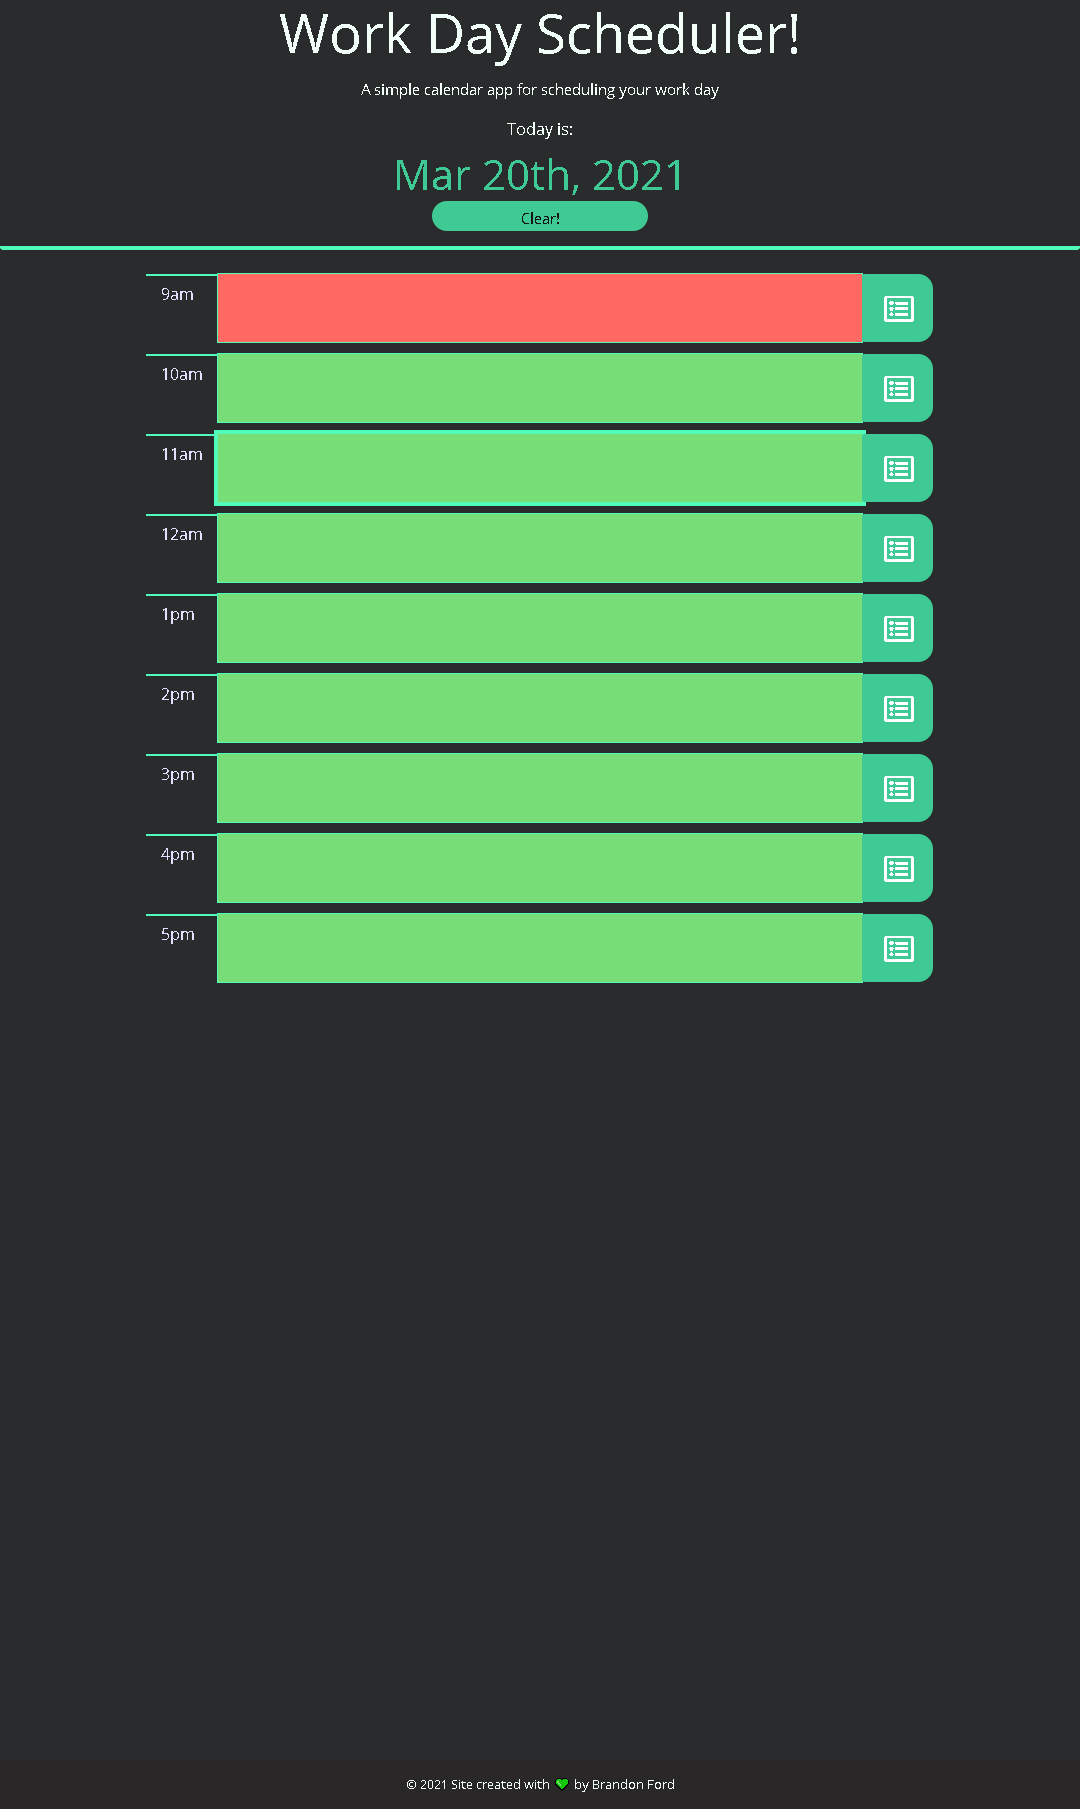 Work Day Scheduler!
A simple calendar app for scheduling your work day
Today is:
Mar 20th, 2021
Clear!
9am
10am
11am
12am
1pm
2pm
3pm
4pm
5pm
© 2021 Site created with 💚 by Brandon Ford